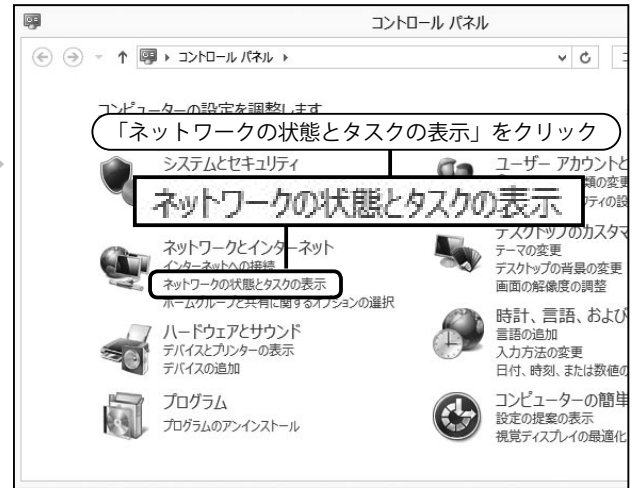 コントロール パネル
コントロール パネル
コンピューターの設定を調整します
「ネットワークの状態とタスクの表示」をクリック
システムとセキュリティ
ネットワークの状態とタスクの表示
ネットワークとインターネット
インターネットへの接続
ネットワークの状態とタスクの表示
ホームグループと共有に関するオプションの選択
ハードウェアとサウンド
デバイスとプリンターの表示
デバイスの追加
プログラム
プログラムのアンインストール
ユーザー アカウントと
類の変更
ティの設
デスクトップのカスタマ
テーマの変更
デスクトップの背景の変更
画面の解像度の調整
時計、言語、および
言語の追加
入力方法の変更
日付、時刻、または数値の
コンピューターの簡単
設定の提案の表示
視覚ディスプレイの最適化